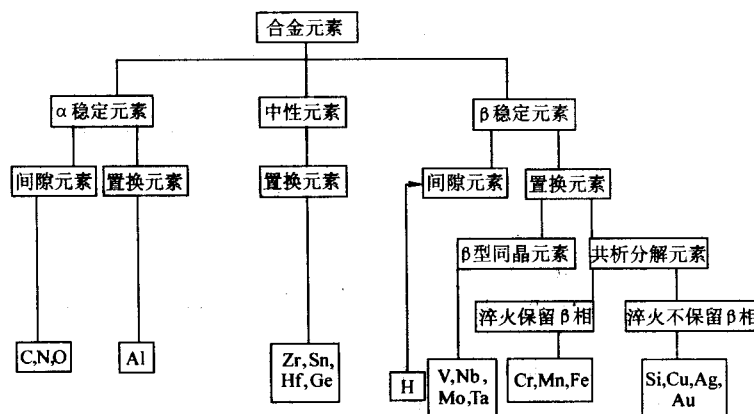 合金元素
α稳定元素
中性元素
β稳定元素
间隙元素
置换元素
置换元素
间隙元素
置换元素
β型同晶元素
共析分解元素
淬火保留β相
淬火不保留β相
C,N,O
Al
Zr,Sn,
Hf,Ge
H
V,Nb,
Mo,Ta
Cr,Mn,Fe
Si,Cu,Ag,
Au